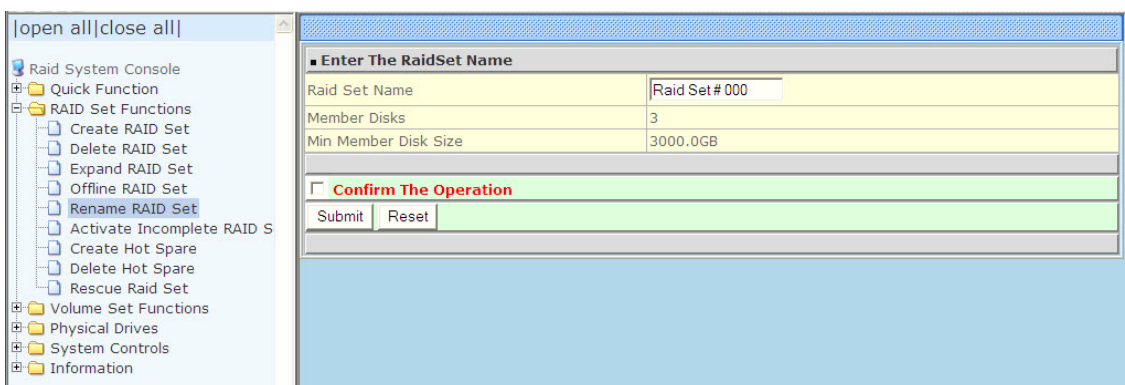 |open all|close all|
Raid System Console
Quick Function
RAID Set Functions
Create RAID Set
Delete RAID Set
Expand RAID Set
Offline RAID Set
Rename RAID Set
Activate Incomplete RAID S
Create Hot Spare
Delete Hot Spare
Rescue Raid Set
Volume Set Functions
Physical Drives
System Controls
Information
Enter The RaidSet Name
Raid Set Name Raid Set # 000
Member Disks 3
Min Member Disk Size 3000.0GB
Confirm The Operation
Submit Reset